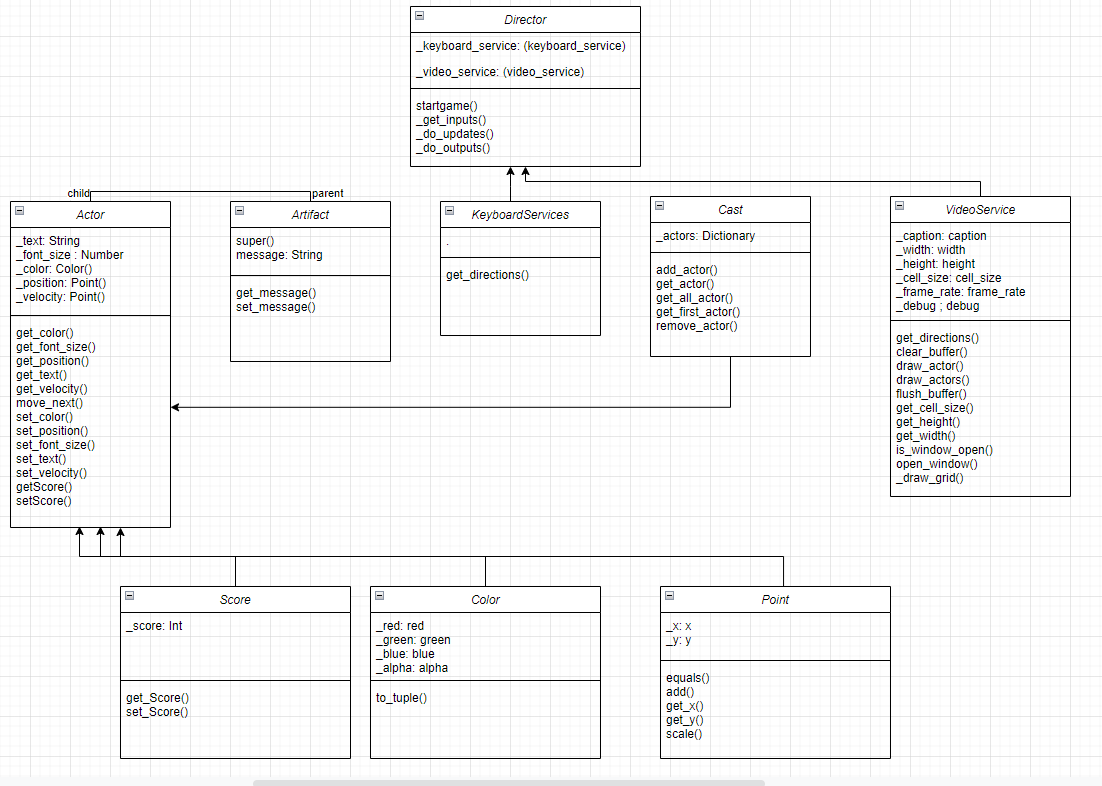 Director
_keyboard_service: (keyboard_service)
_video_service: (video_service)
startgame()
_get_inputs()
_do_updates()
_do_outputs()
child
parent
Actor
_text: String
_font_size : Number
_color: Color()
_position: Point()
_velocity: Point()
get_color()
get_font_size()
get_position()
get_text()
get_velocity()
move_next()
set_color()
set_position()
set_font_size()
set_text()
set_velocity()
getScore()
setScore()
Artifact
super()
message: String
get_message()
set_message()
KeyboardServices
.
get_directions()
Cast
_actors: Dictionary
add_actor()
get_actor()
get_all_actor()
get_first_actor()
remove_actor()
VideoService
_caption: caption
_width: width
_height: height
_cell_size: cell_size
_frame_rate: frame_rate
_debug ; debug
get_directions()
clear_buffer()
draw_actor()
draw_actors()
flush_buffer()
get_cell_size()
get_height()
get_width()
is_window_open()
open_window()
_draw_grid()
Score
_score: Int
get_Score()
set_Score()
Color
_red: red
_green: green
_blue: blue
_alpha: alpha
to_tuple()
Point
_x: x
_y: y
equals()
add()
get_x()
get_y()
scale()